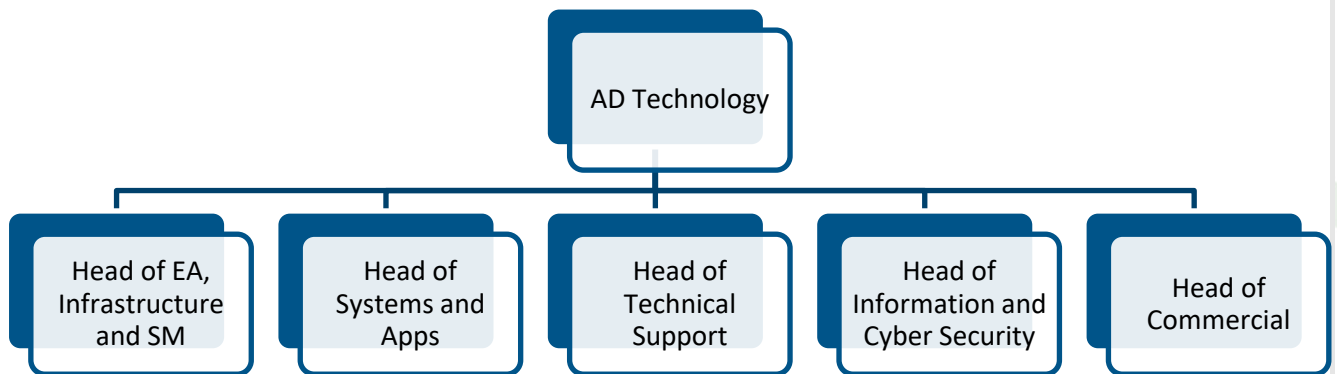 AD Technology
Head of EA,
Infrastructure
and SM
Head of
Systems and
Apps
Head of
Technical
Support
Head of
Information and
Cyber Security
Head of
Commercial